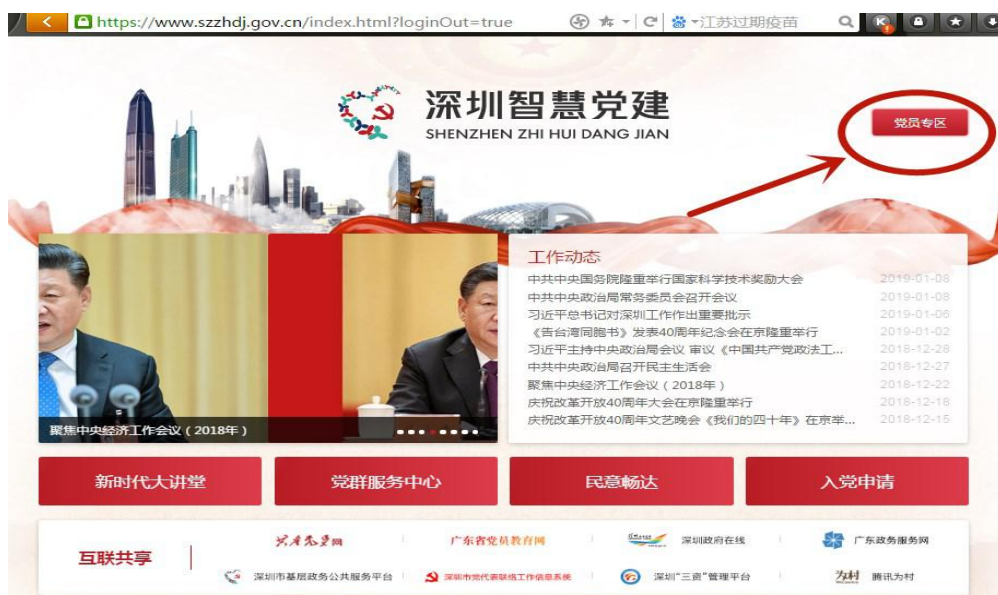 https://www.szzhdj.gov.cn/index.html?loginOut=true
江苏过期疫苗
深圳智慧党建
SHENZHEN ZHI HUI DANG JIAN
党员专区
工作动态
中共中央国务院隆重举行国家科学技术奖励大会 2019-01-08
中共中央政治局常务委员会召开会议 2019-01-08
习近平总书记对深圳工作作出重要批示 2019-01-06
《告台湾同胞书》发表40周年纪念会在京隆重举行 2019-01-02
习近平主持中央政治局会议 审议《中国共产党政法工... 2018-12-28
中共中央政治局召开民主生活会 2018-12-27
聚焦中央经济工作会议（2018年） 2018-12-22
庆祝改革开放40周年大会在京隆重举行 2018-12-18
庆祝改革开放40周年文艺晚会《我们的四十年》在京举... 2018-12-15
聚焦中央经济工作会议（2018年）
新时代大讲堂
党群服务中心
民意畅达
入党申请
互联共享
共产党员网
广东省党员教育网
深圳政府在线
广东政务服务网
深圳市基层政务公共服务平台
深圳市党代表联络工作信息系统
深圳“三资”管理平台
为村 腾讯为村